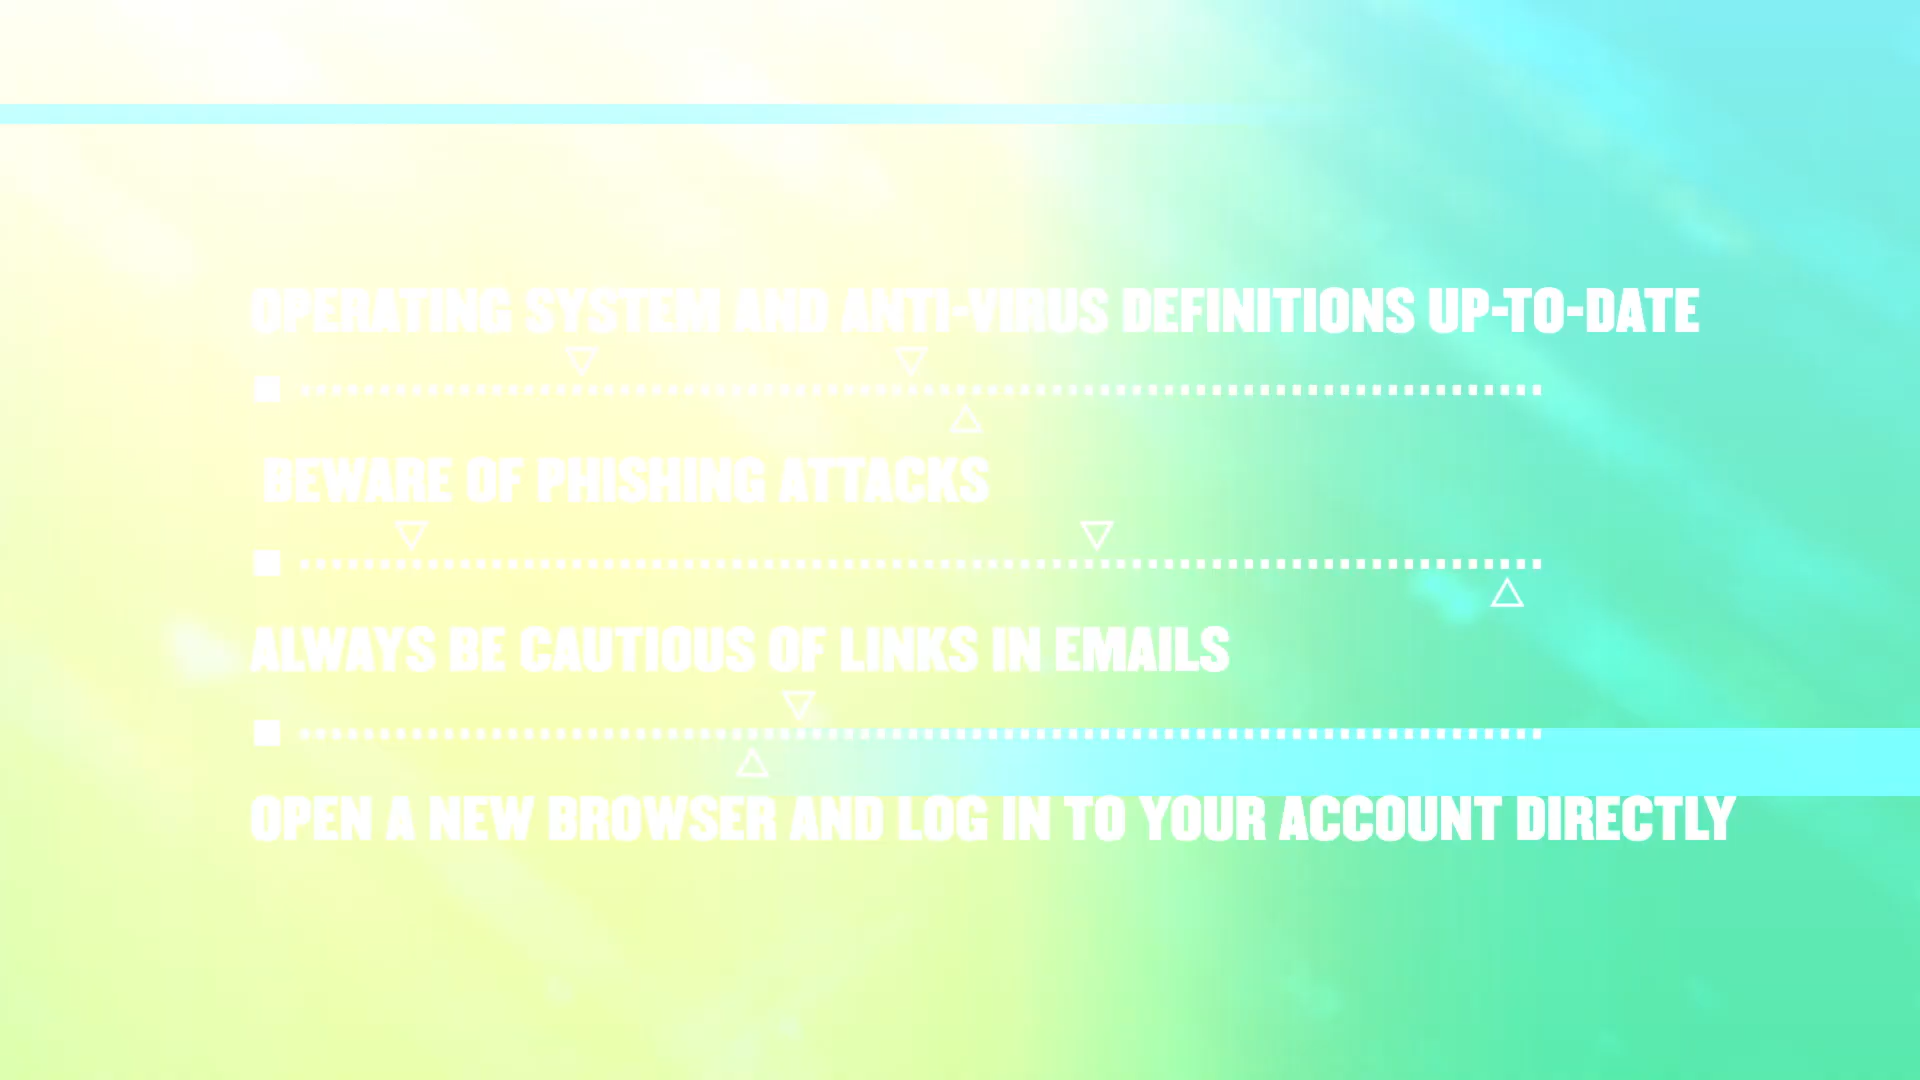 OPERATING SYSTEM AND ANTI-VIRUS DEFINITIONS UP-TO-DATE
BEWARE OF PHISHING ATTACKS
ALWAYS BE CAUTIOUS OF LINKS IN EMAILS
OPEN A NEW BROWSER AND LOG IN TO YOUR ACCOUNT DIRECTLY